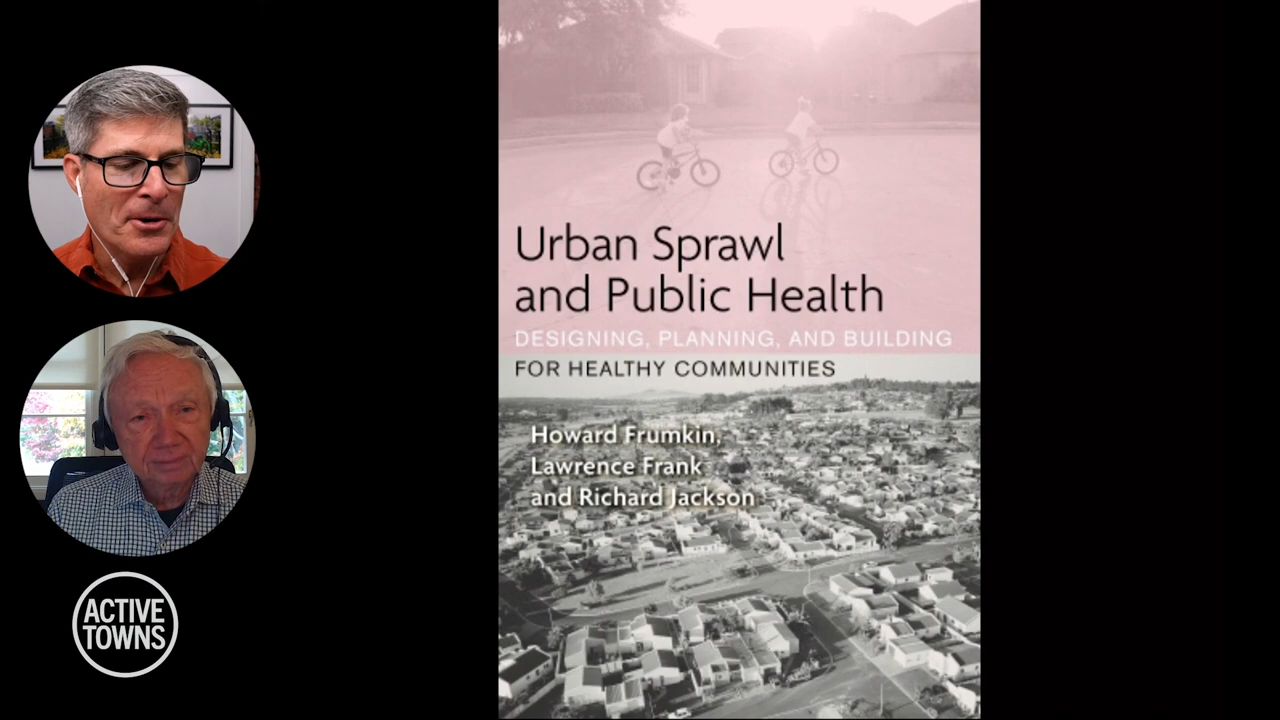 Urban Sprawl
and Public Health
DESIGNING, PLANNING, AND BUILDING
FOR HEALTHY COMMUNITIES
Howard Frumkin,
Lawrence Frank
and Richard Jackson
ACTIVE
TOWNS